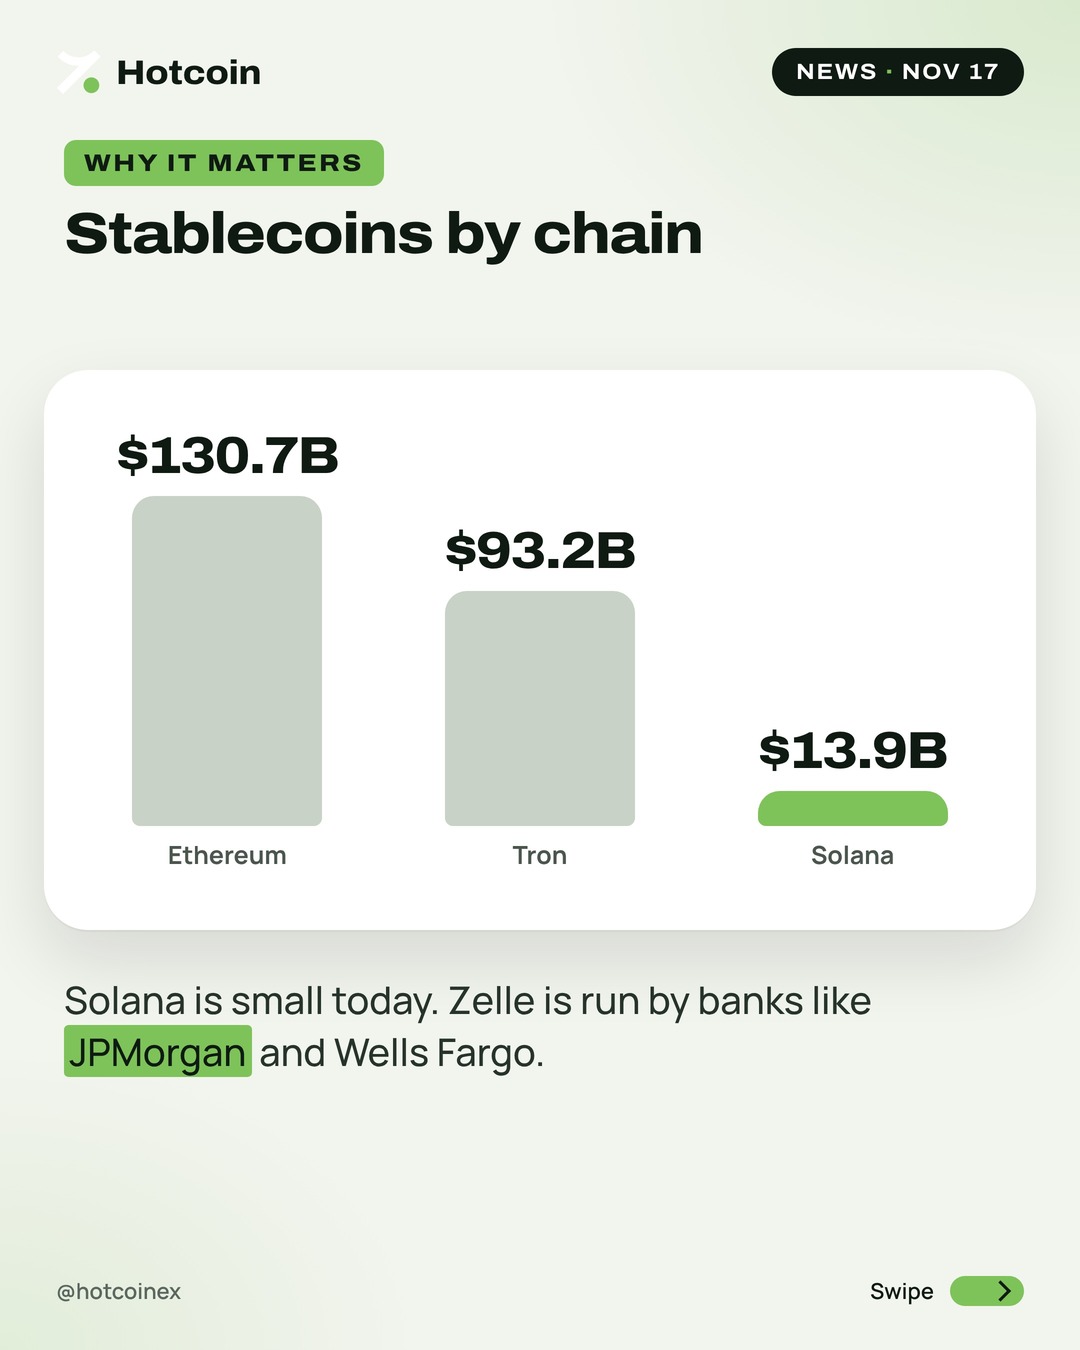 Hotcoin
NEWS · NOV 17
WHY IT MATTERS
Stablecoins by chain
$130.7B
$93.2B
$13.9B
Ethereum
Tron
Solana
Solana is small today. Zelle is run by banks like
JPMorgan and Wells Fargo.
@hotcoinex
Swipe